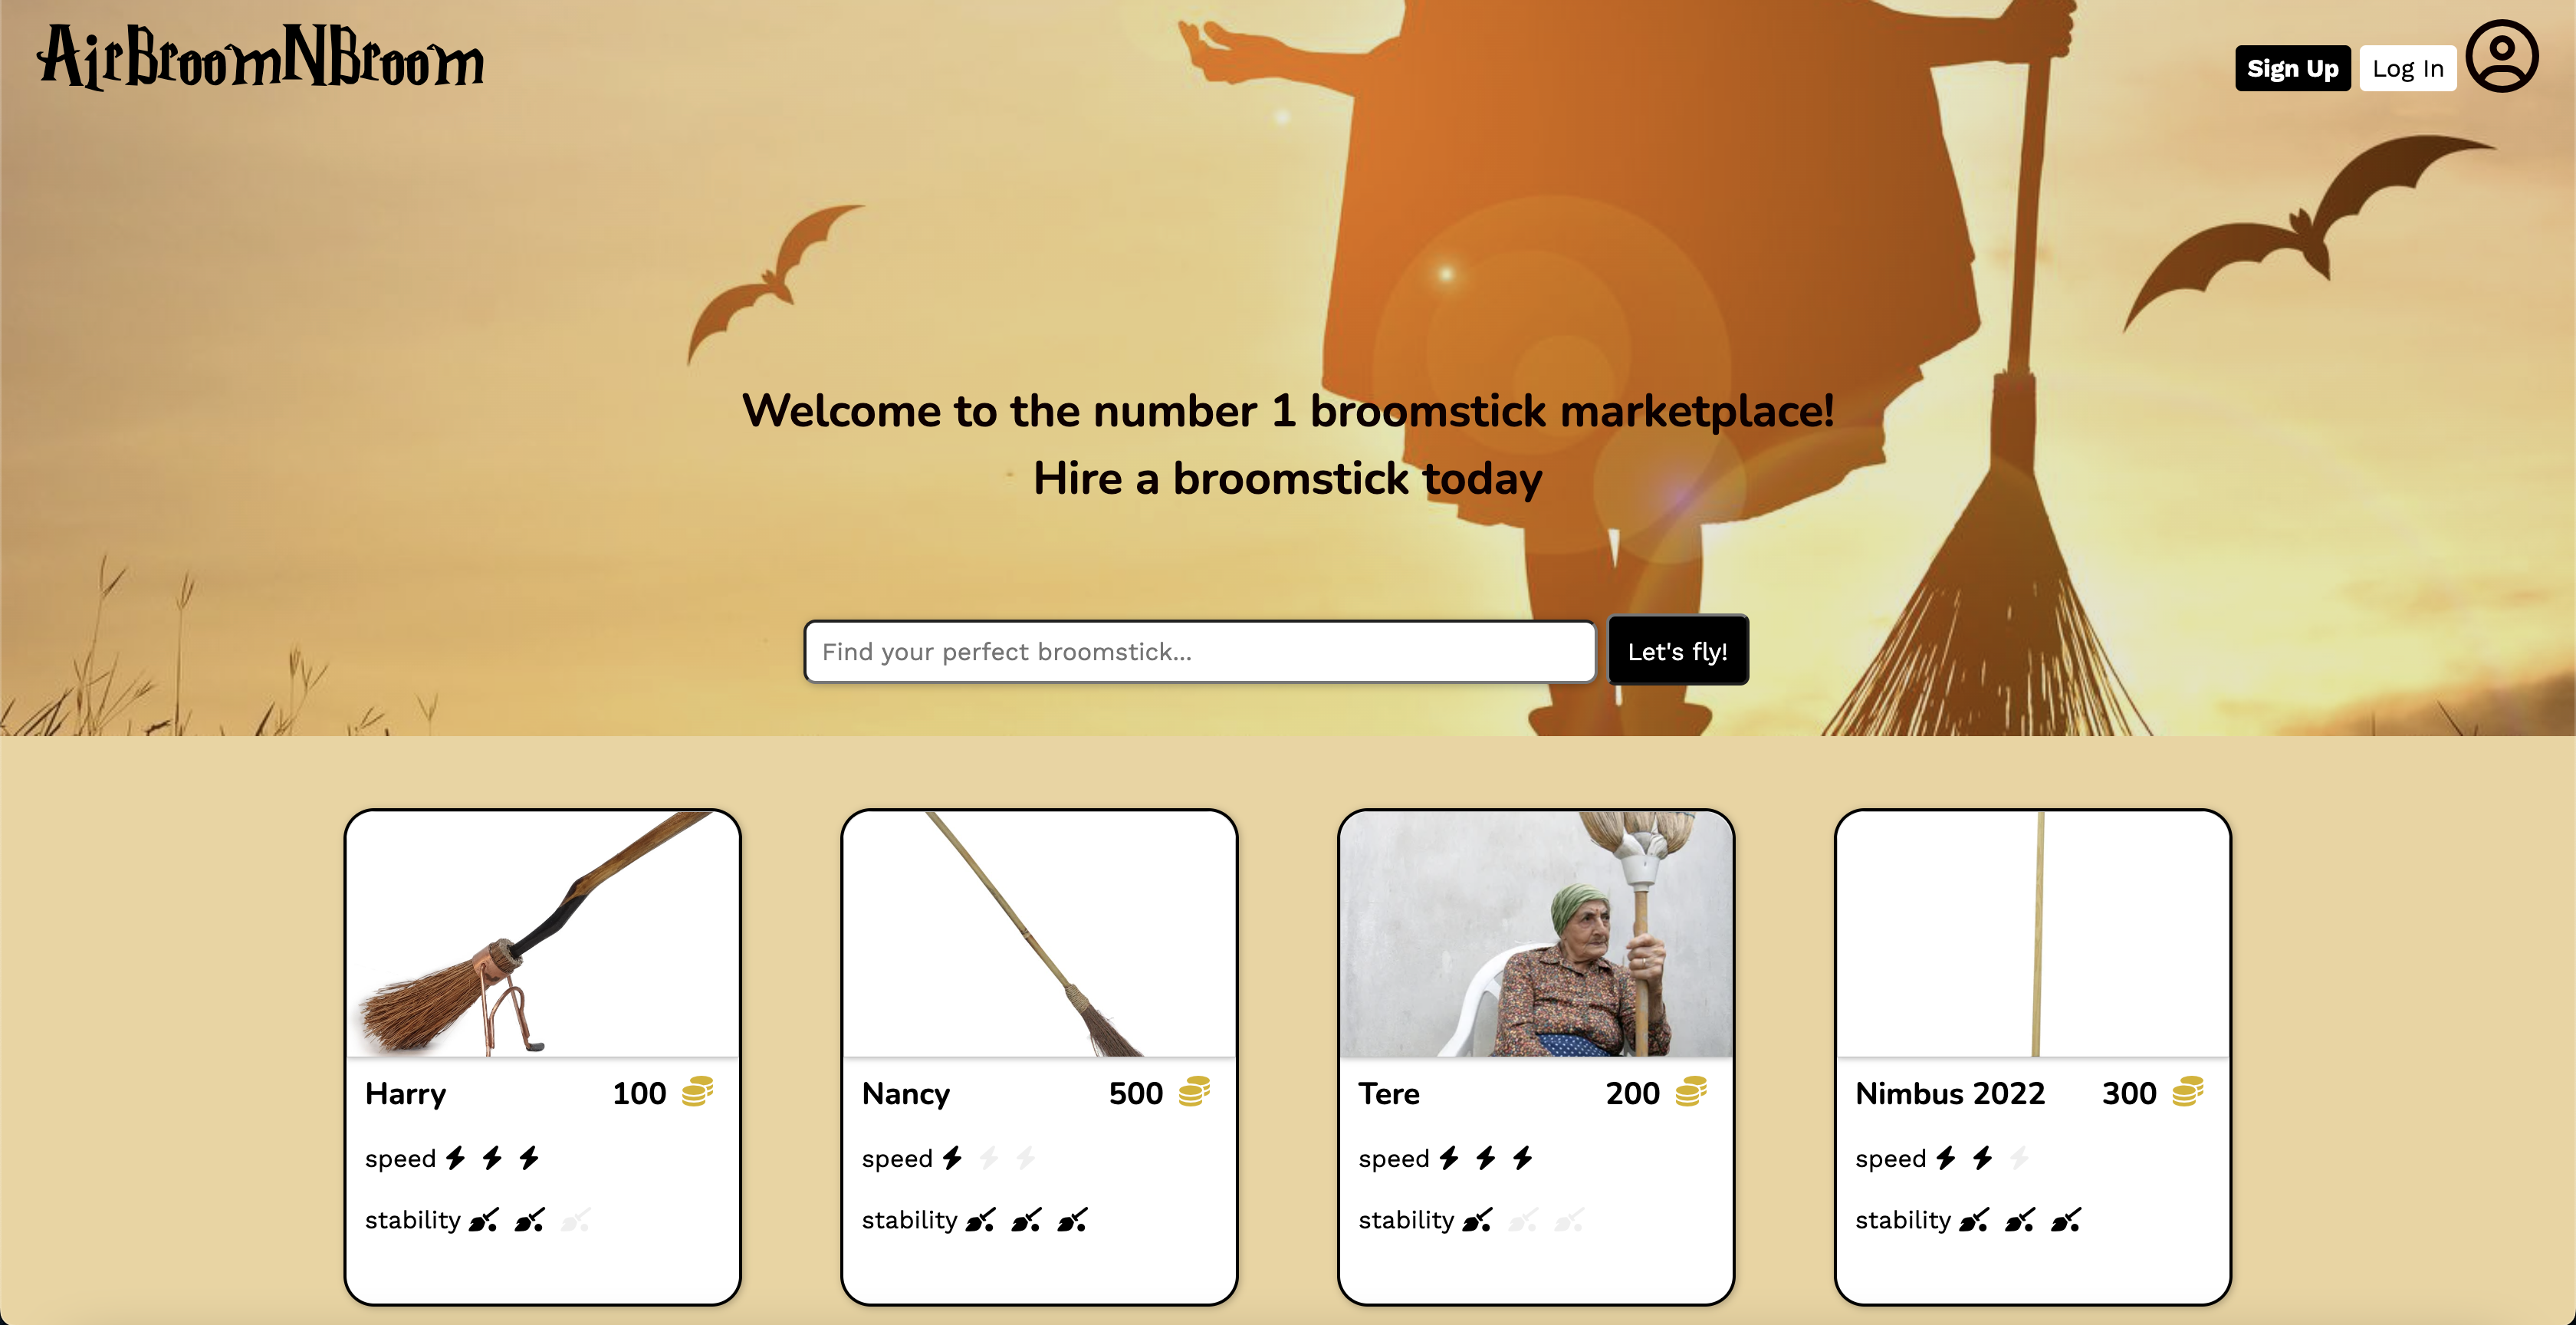 AirBroomNBroom
Sign Up
Log In
Welcome to the number 1 broomstick marketplace!
Hire a broomstick today
Find your perfect broomstick...
Let's fly!
Harry 100
speed
stability
Nancy 500
speed
stability
Tere 200
speed
stability
Nimbus 2022 300
speed
stability